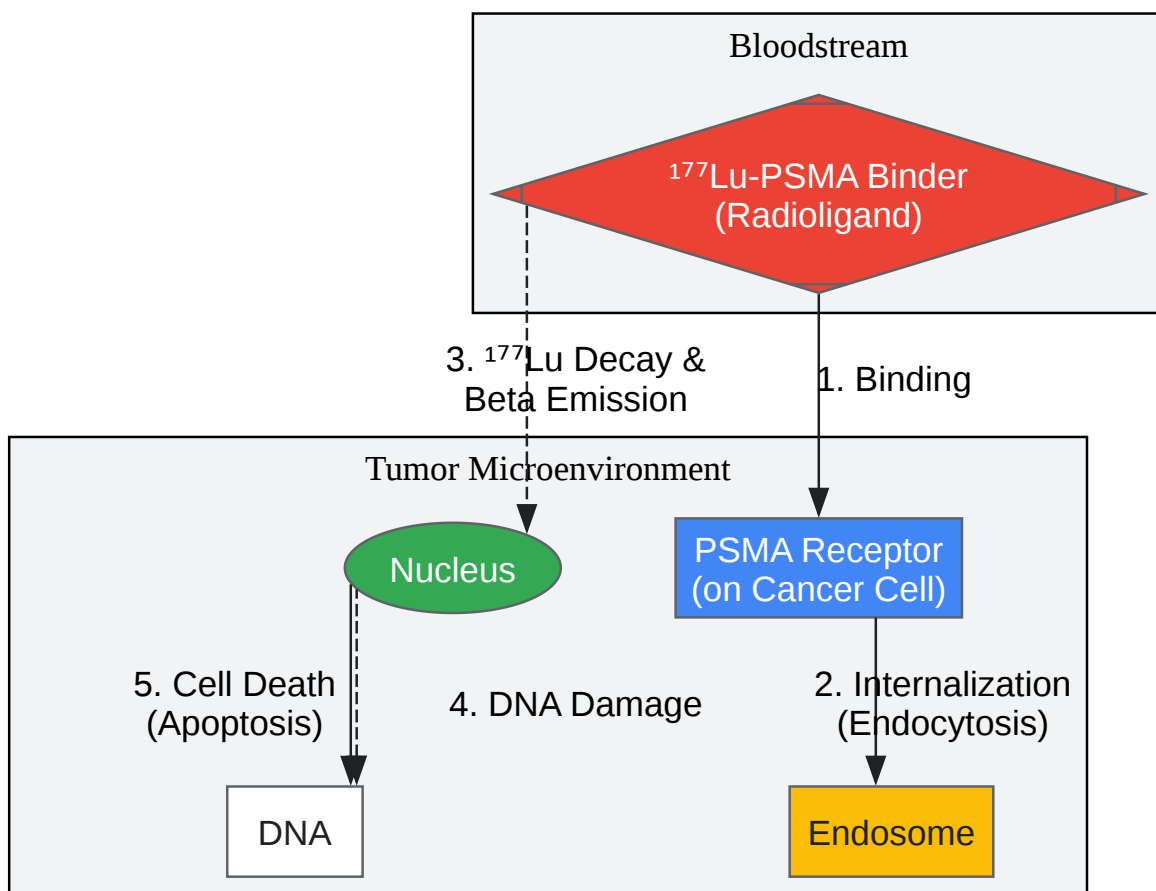 Bloodstream
¹⁷⁷Lu-PSMA Binder
(Radioligand)
3. ¹⁷⁷Lu Decay &
Beta Emission
1. Binding
Tumor Microenvironment
Nucleus
PSMA Receptor
(on Cancer Cell)
5. Cell Death
(Apoptosis)
4. DNA Damage
2. Internalization
(Endocytosis)
DNA
Endosome